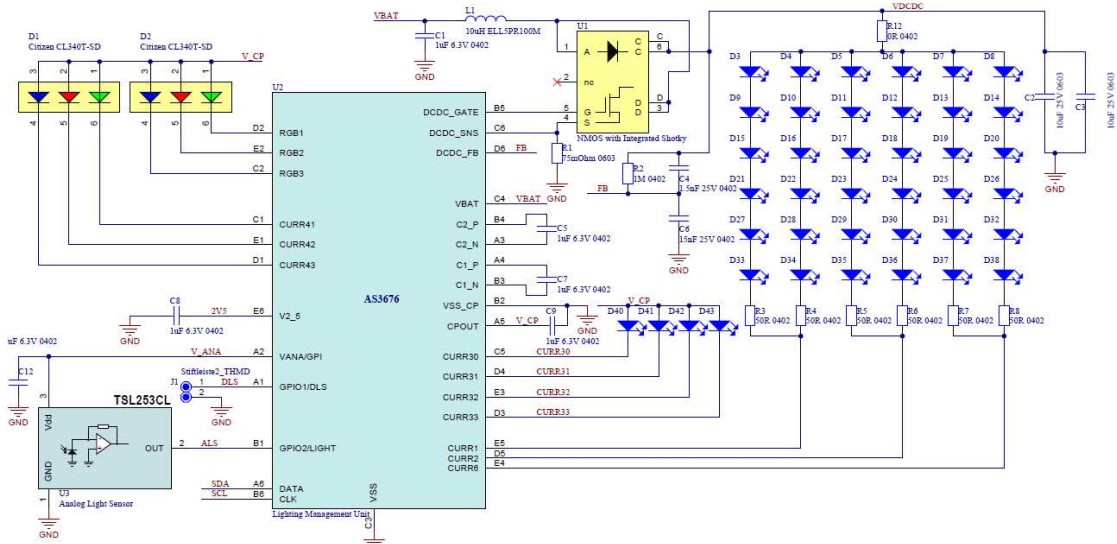 D1
Citizen CL340T-SD
D2
Citizen CL340T-SD
V_CP
3
2
1
3
2
1
4
5
6
4
5
6
VBAT
L1
10uH ELL5PR100M
C1
1uF 6.3V 0402
GND
U1
1
A
C
C
C
6
2
nc
D
D
D
3
5
G
4
S
NMOS with Integrated Shotky
VDCDC
R12
0R 0402
C2
10uF 25 V 0603
C3
10uF 25 V 0603
GND
D3
D4
D5
D6
D7
D8
D9
D10
D11
D12
D13
D14
D15
D16
D17
D18
D19
D20
D21
D22
D23
D24
D25
D26
D27
D28
D29
D30
D31
D32
D33
D34
D35
D36
D37
D38
R3
50R 0402
R4
50R 0402
R5
50R 0402
R6
50R 0402
R7
50R 0402
R8
50R 0402
U2
D2
RGB1
E2
RGB2
C2
RGB3
C1
CURR41
E1
CURR42
D1
CURR43
C8
1uF 6.3V 0402
GND
2V5
E6
V2_5
uF 6.3V 0402
C12
GND
V_ANA
A2
VANA/GPI
Stiftleiste2_THMD
J1
1
2
DLS
A1
GPIO1/DLS
GND
TSL253CL
3
Vdd
OUT
2
ALS
B1
GPIO2/LIGHT
GND
1
U3
Analog Light Sensor
GND
SDA
A6
DATA
SCL
B6
CLK
Lighting Management Unit
VSS
C3
GND
AS3676
DCDC_GATE
B5
DCDC_SNS
C6
DCDC_FB
D6
FB
R1
75mOhm 0603
GND
R2
1M 0402
C4
1.5nF 25V 0402
FB
C6
15nF 25V 0402
GND
VBAT
C4
VBAT
C2_P
B4
C2_N
A3
C5
1uF 6.3V 0402
C1_P
A4
C1_N
B3
C7
1uF 6.3V 0402
VSS_CP
B2
CPOUT
A5
V_CP
C9
1uF 6.3V 0402
GND
V_CP
D40
D41
D42
D43
CURR30
C5
CURR30
CURR31
D4
CURR31
CURR32
E3
CURR32
CURR33
D3
CURR33
CURR1
E5
CURR2
D5
CURR6
E4